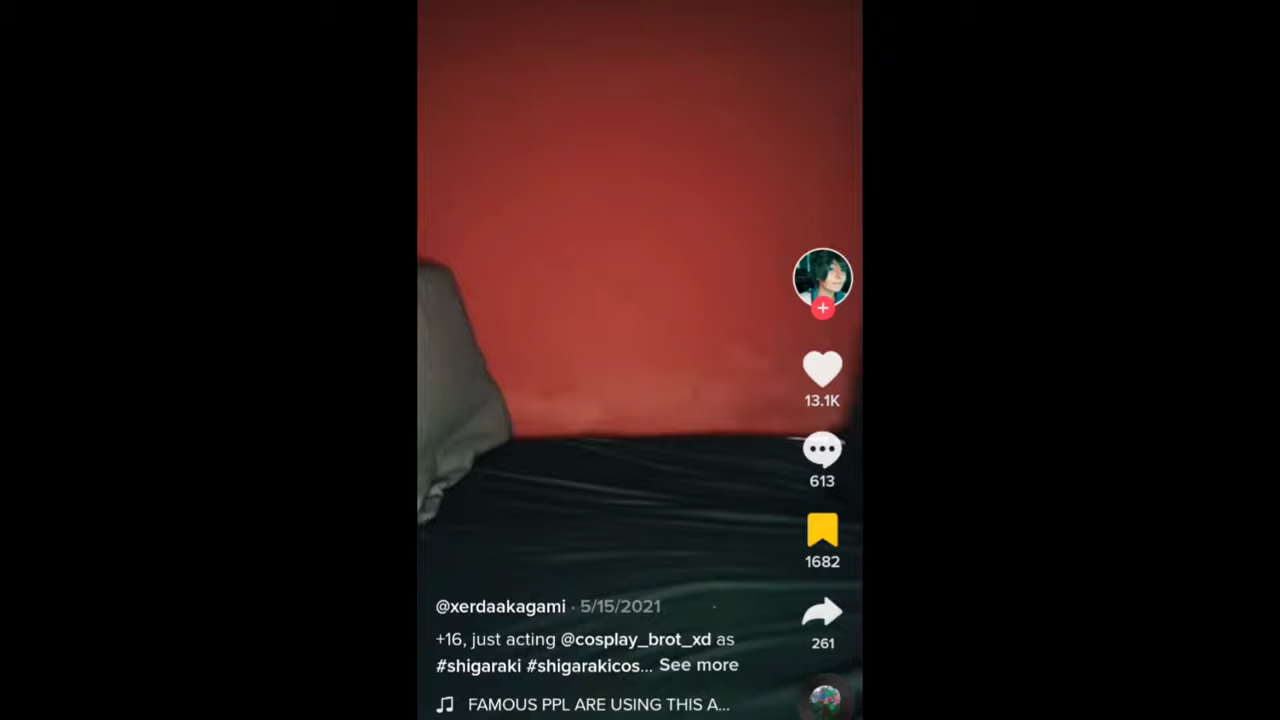 13.1K
613
1682
261
@xerdaakagami · 5/15/2021
+16, just acting @cosplay_brot_xd as
#shigaraki #shigarakicos... See more
FAMOUS PPL ARE USING THIS A...